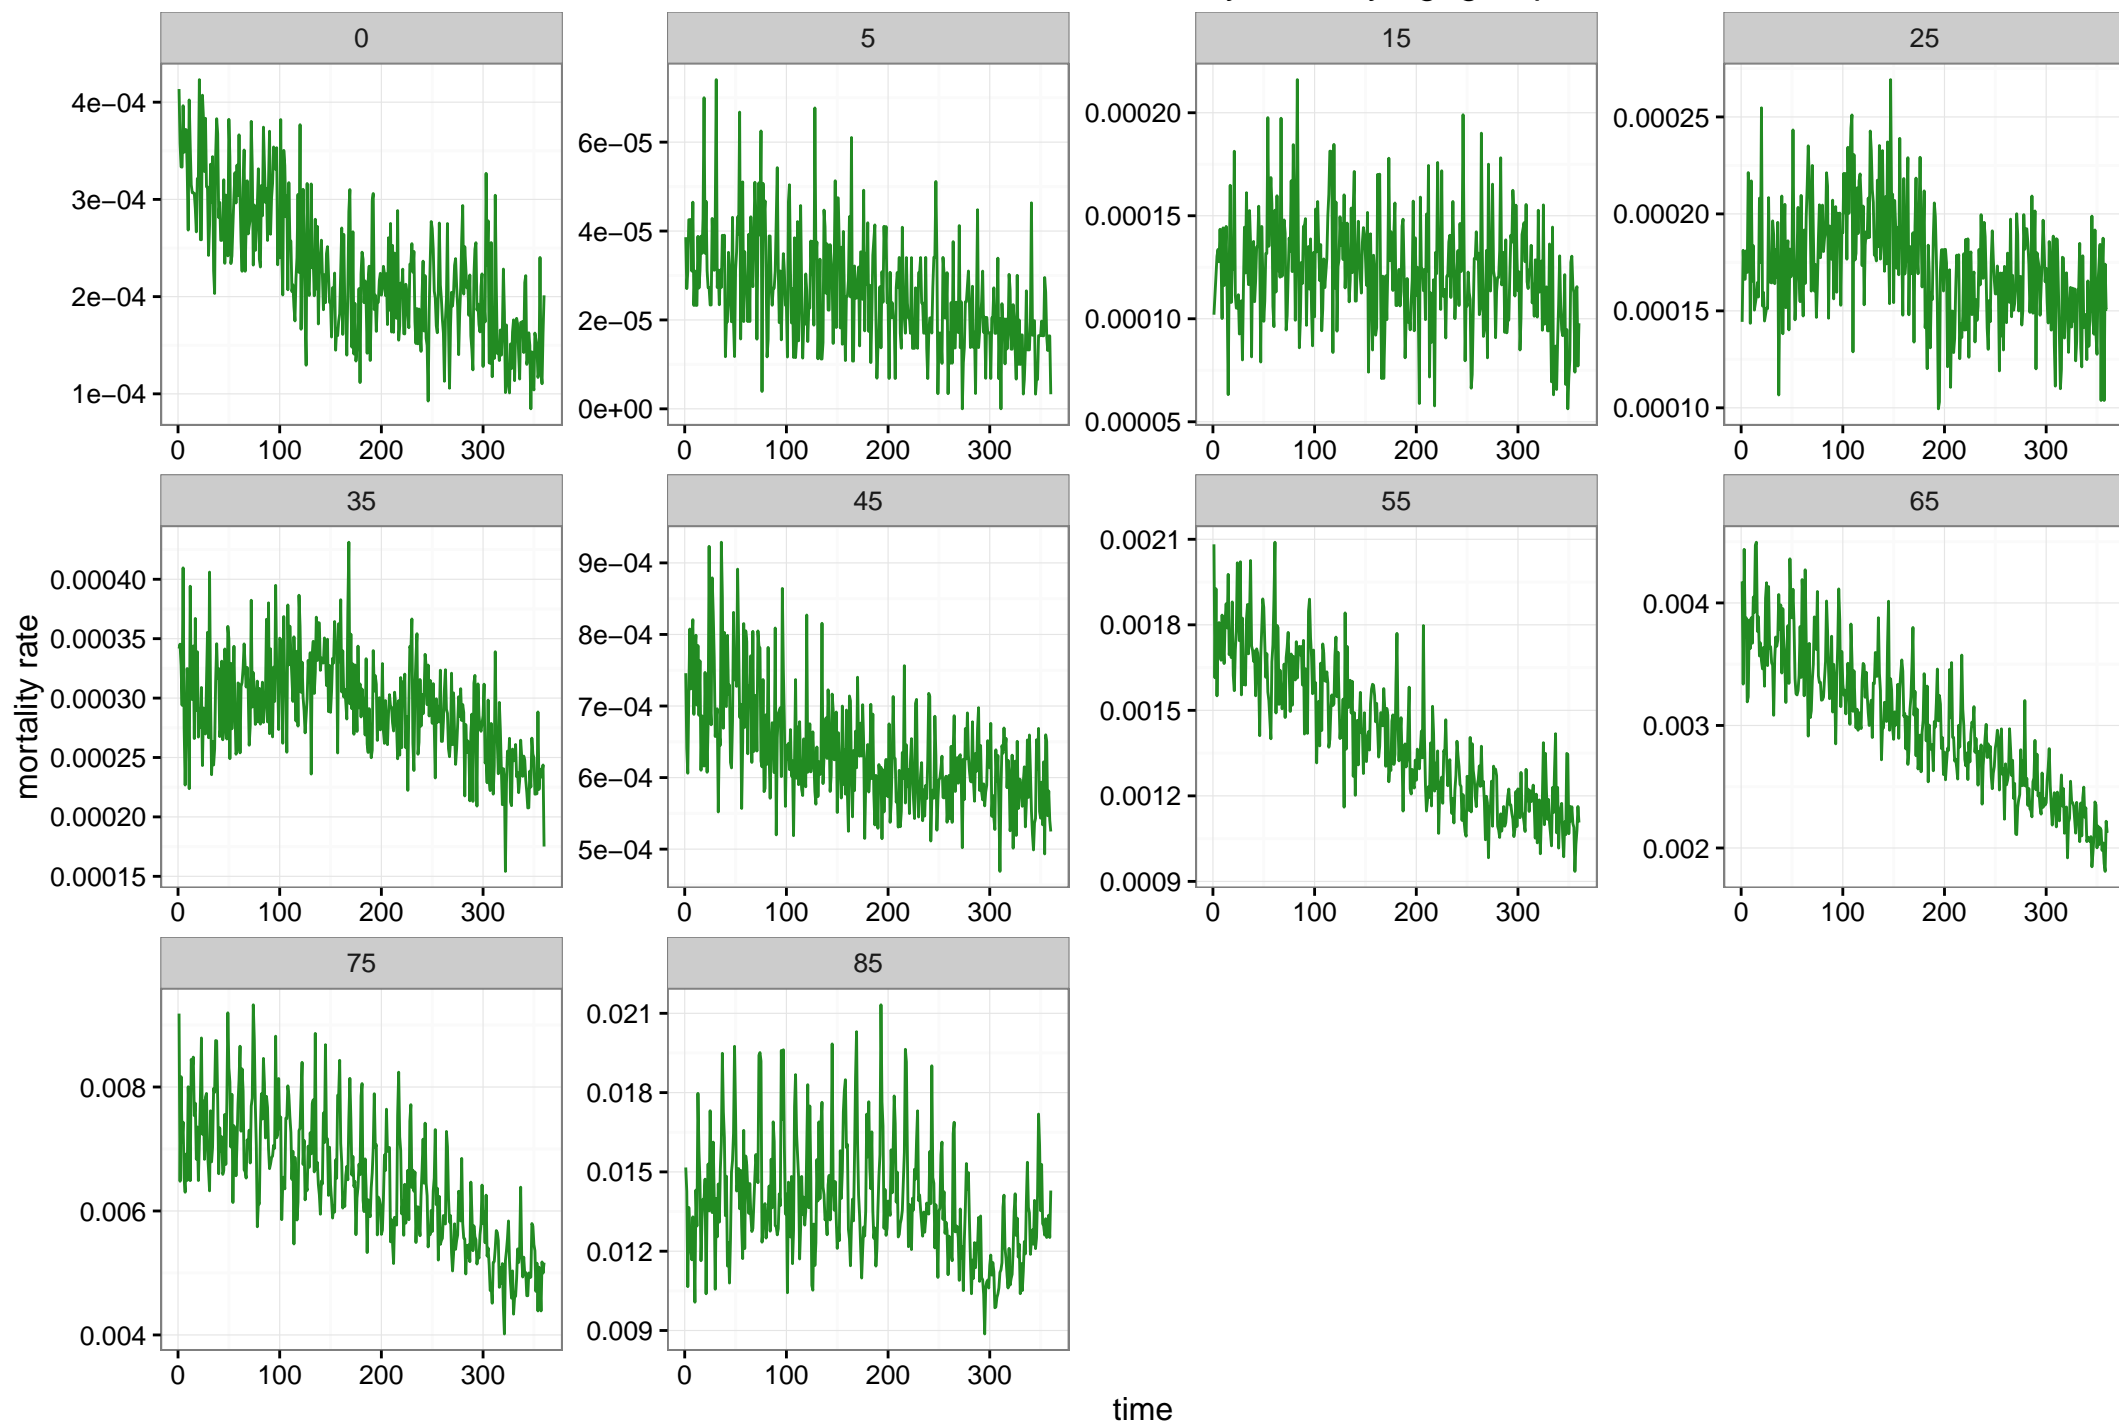 0 5 15 25
4e−04
3e−04
2e−04
1e−04
0 100 200 300
6e−05
4e−05
2e−05
0e+00
0 100 200 300
0.00020
0.00015
0.00010
0.00005
0 100 200 300
0.00025
0.00020
0.00015
0.00010
0 100 200 300
35 45 55 65
mortality rate
0.00040
0.00035
0.00030
0.00025
0.00020
0.00015
0 100 200 300
9e−04
8e−04
7e−04
6e−04
5e−04
0 100 200 300
0.0021
0.0018
0.0015
0.0012
0.0009
0 100 200 300
0.004
0.003
0.002
0 100 200 300
75 85
0.008
0.006
0.004
0 100 200 300
0.021
0.018
0.015
0.012
0.009
0 100 200 300
time